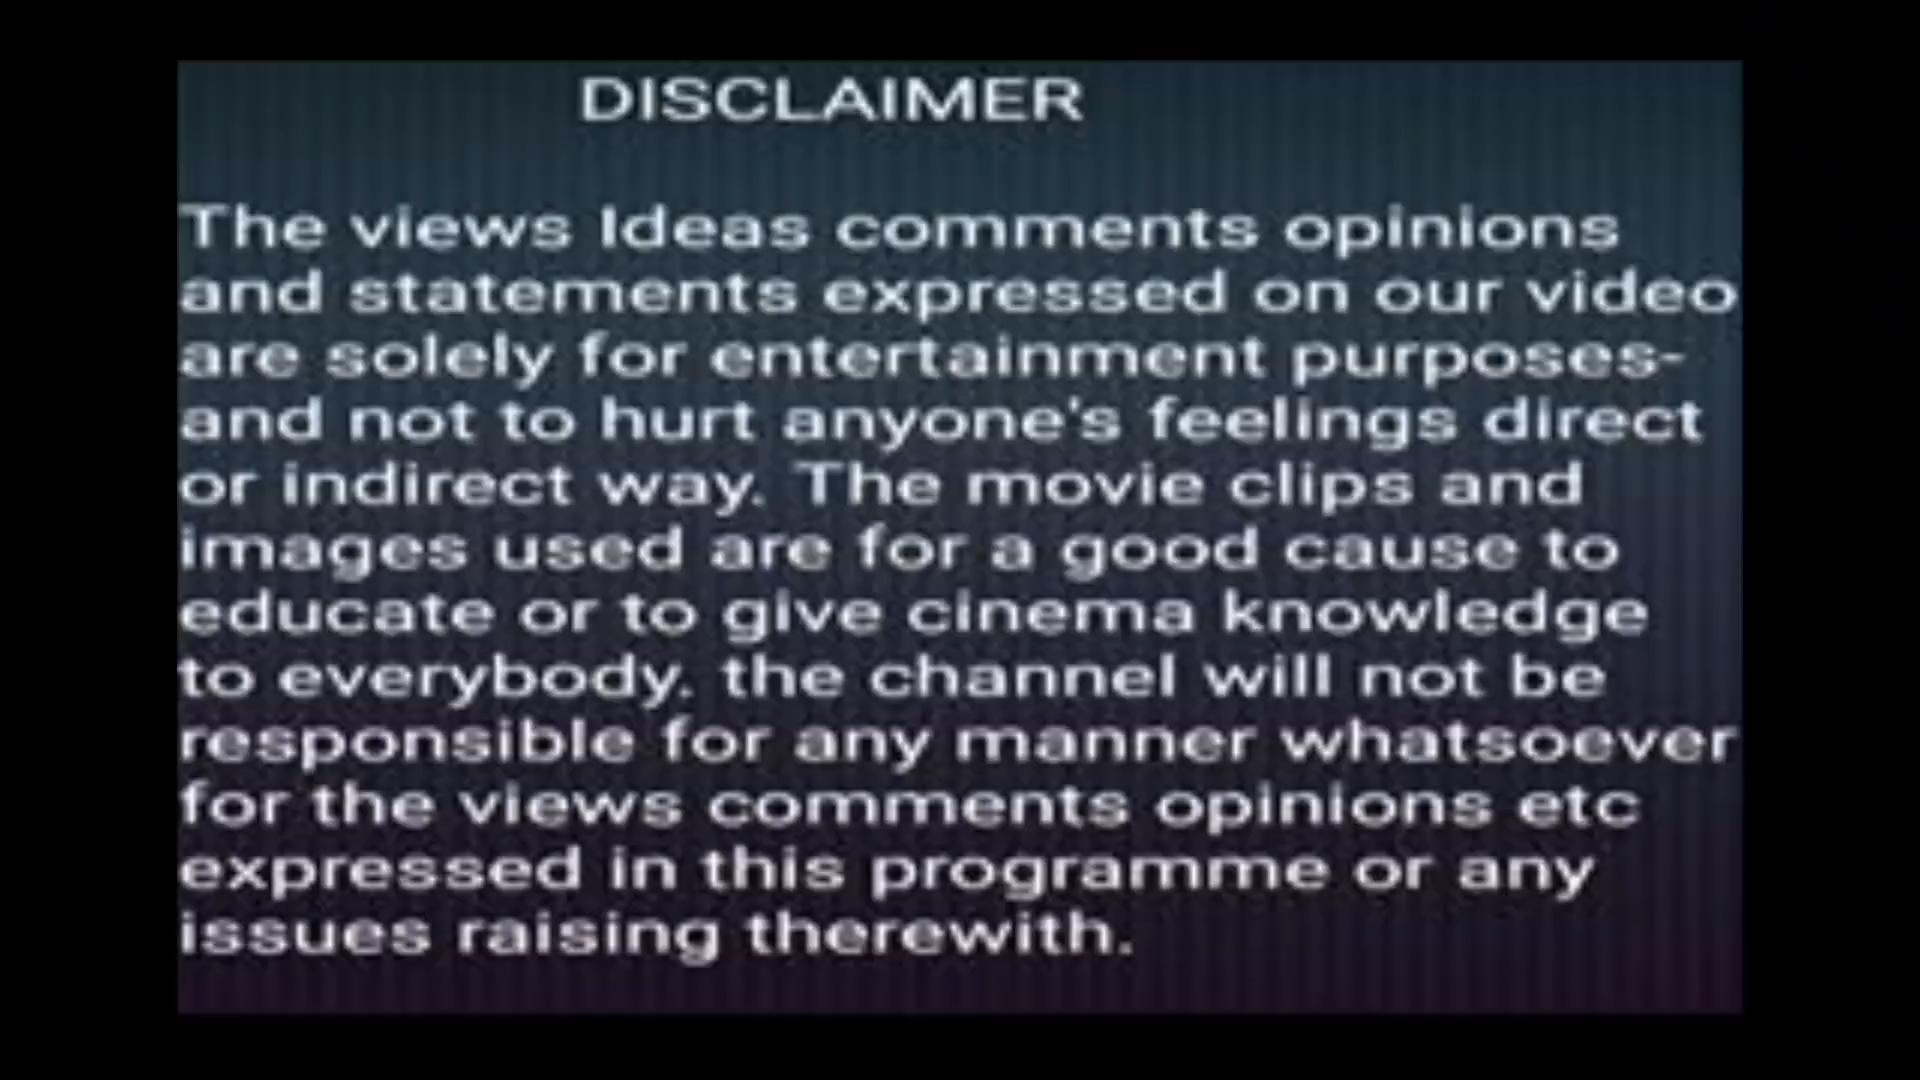 DISCLAIMER
The views Ideas comments opinions
and statements expressed on our video
are solely for entertainment purposes-
and not to hurt anyone's feelings direct
or indirect way. The movie clips and
images used are for a good cause to
educate or to give cinema knowledge
to everybody. the channel will not be
responsible for any manner whatsoever
for the views comments opinions etc
expressed in this programme or any
issues raising therewith.